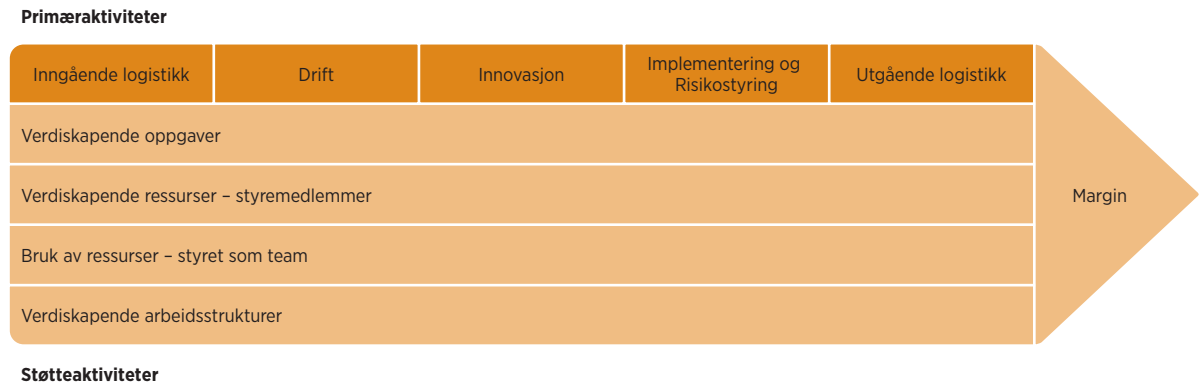 Primæraktiviteter
Inngående logistikk
Drift
Innovasjon
Implementering og
Risikostyring
Utgående logistikk
Verdiskapende oppgaver
Verdiskapende ressurser – styremedlemmer
Bruk av ressurser – styret som team
Verdiskapende arbeidsstrukturer
Margin
Støtteaktiviteter